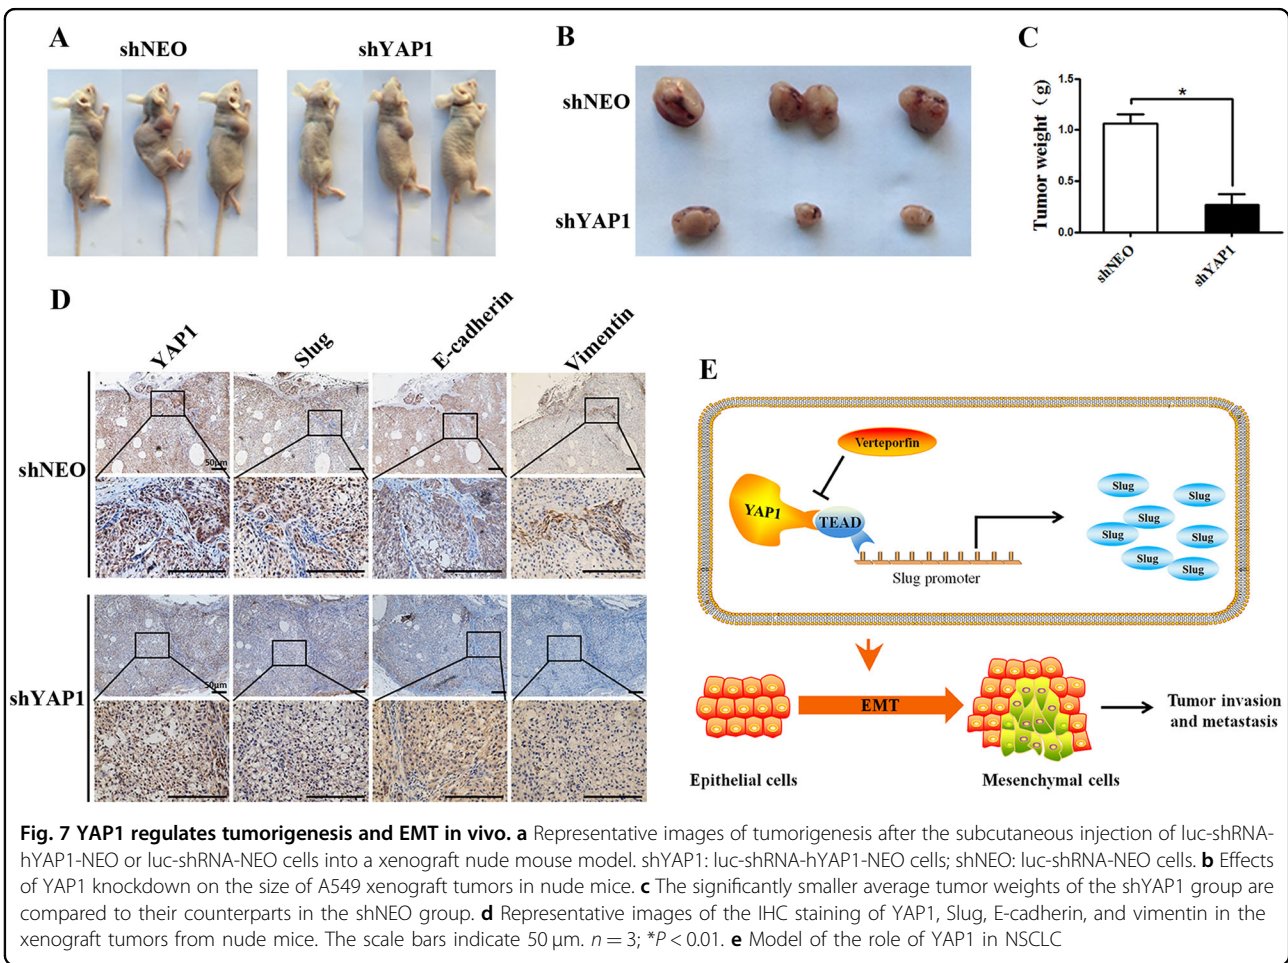 A
shNEO
shYAP1
B
shNEO
shYAP1
C
Tumor weight（g）
1.5
1.0
0.5
0.0
*
shNEO
shYAP1
D
YAP1
Slug
E-cadherin
Vimentin
shNEO
50μm
shYAP1
50μm
E
Verteporfin
YAP1
TEAD
Slug promoter
Slug
Slug
Slug
Slug
Slug
Slug
Slug
EMT
Epithelial cells
Mesenchymal cells
Tumor invasion
and metastasis
Fig. 7 YAP1 regulates tumorigenesis and EMT in vivo. a Representative images of tumorigenesis after the subcutaneous injection of luc-shRNA-
hYAP1-NEO or luc-shRNA-NEO cells into a xenograft nude mouse model. shYAP1: luc-shRNA-hYAP1-NEO cells; shNEO: luc-shRNA-NEO cells. b Effects
of YAP1 knockdown on the size of A549 xenograft tumors in nude mice. c The significantly smaller average tumor weights of the shYAP1 group are
compared to their counterparts in the shNEO group. d Representative images of the IHC staining of YAP1, Slug, E-cadherin, and vimentin in the
xenograft tumors from nude mice. The scale bars indicate 50 μm. n = 3; *P < 0.01. e Model of the role of YAP1 in NSCLC